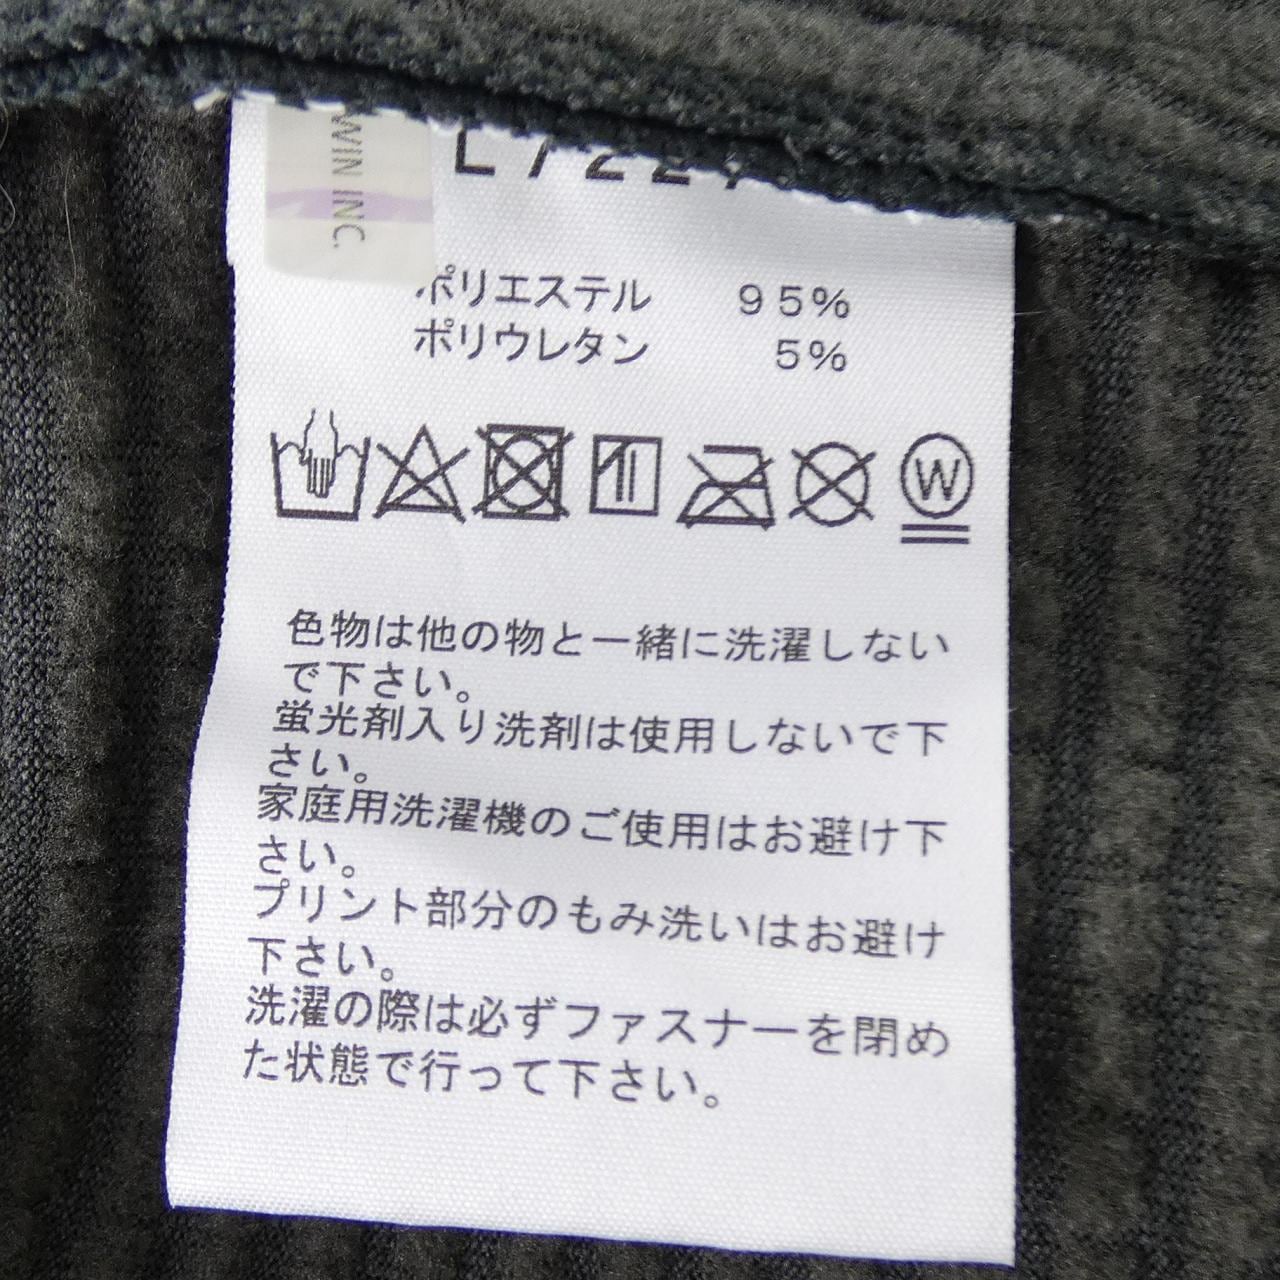 WIN INC.
ポリエステル 95%
ポリウレタン 5%
W
色物は他の物と一緒に洗濯しない
で下さい。
蛍光剤入り洗剤は使用しないで下
さい。
家庭用洗濯機のご使用はお避け下
さい。
プリント部分のもみ洗いはお避け
下さい。
洗濯の際は必ずファスナーを閉め
た状態で行って下さい。